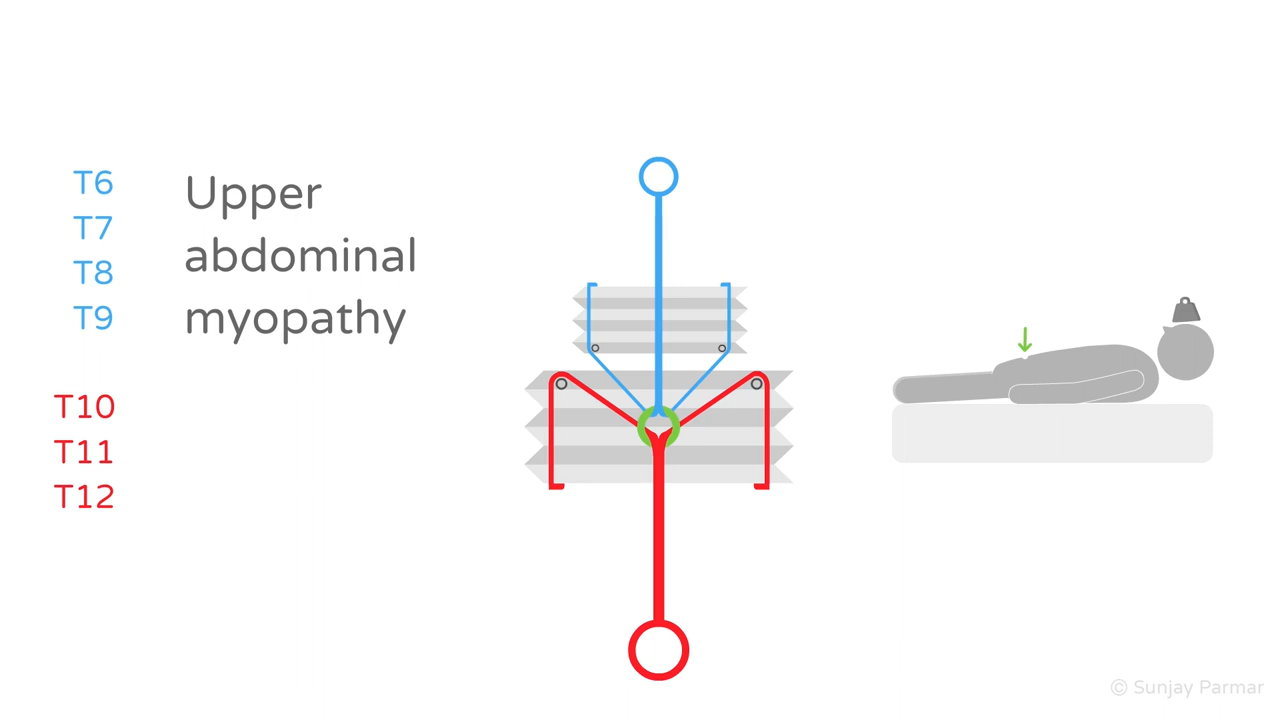 T6
T7
T8
T9
Upper
abdominal
myopathy
T10
T11
T12
© Sunjay Parmar